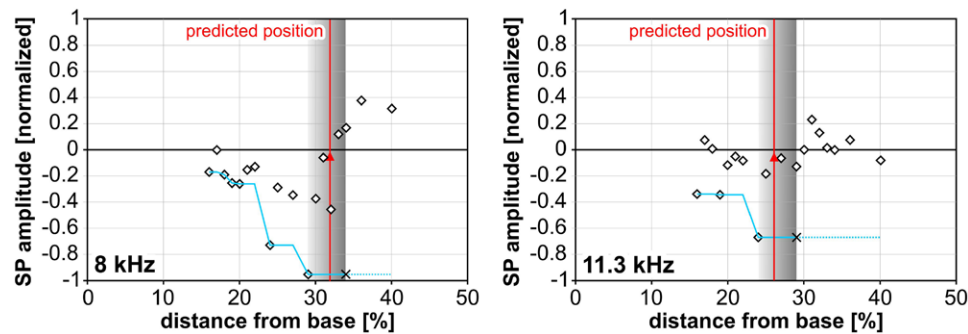 predicted position
SP amplitude [normalized]
1
0.8
0.6
0.4
0.2
0
-0.2
-0.4
-0.6
-0.8
-1
8 kHz
0 10 20 30 40 50
distance from base [%]
predicted position
SP amplitude [normalized]
1
0.8
0.6
0.4
0.2
0
-0.2
-0.4
-0.6
-0.8
-1
11.3 kHz
0 10 20 30 40 50
distance from base [%]